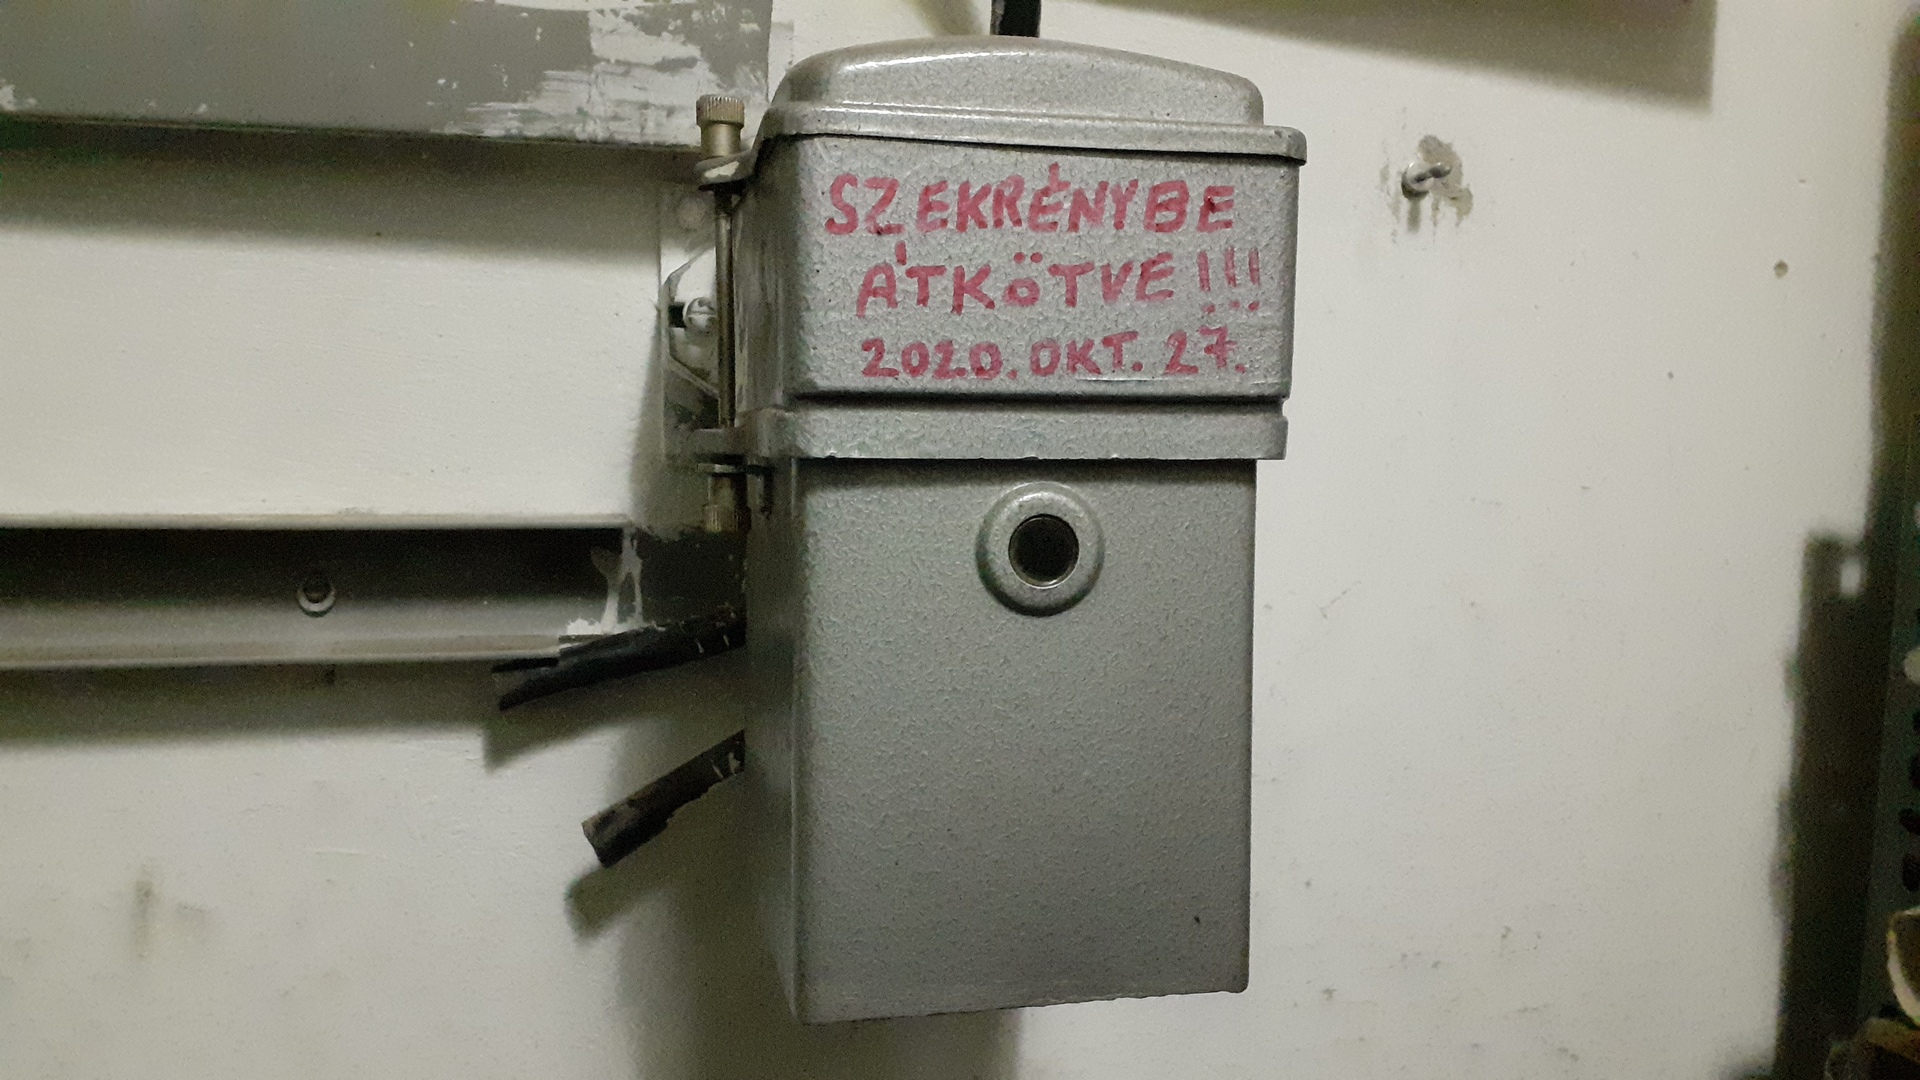 SZEKRÉNYBE
ÁTKÖTVE!!!
2020. OKT. 27.